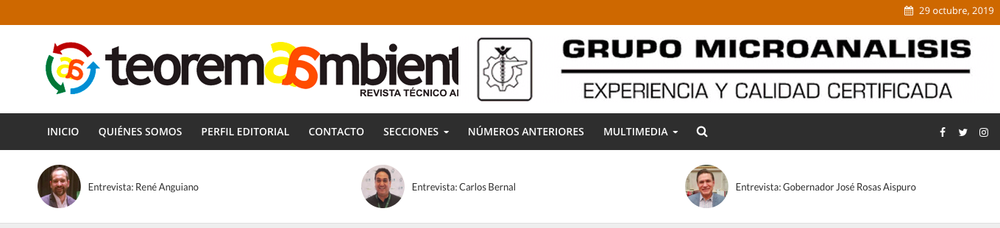 29 octubre, 2019
teoremaambient
REVISTA TÉCNICO
GRUPO MICROANALISIS
EXPERIENCIA Y CALIDAD CERTIFICADA
INICIO QUIÉNES SOMOS PERFIL EDITORIAL CONTACTO SECCIONES NÚMEROS ANTERIORES MULTIMEDIA
Entrevista: René Anguiano
Entrevista: Carlos Bernal
Entrevista: Gobernador José Rosas Aispuro